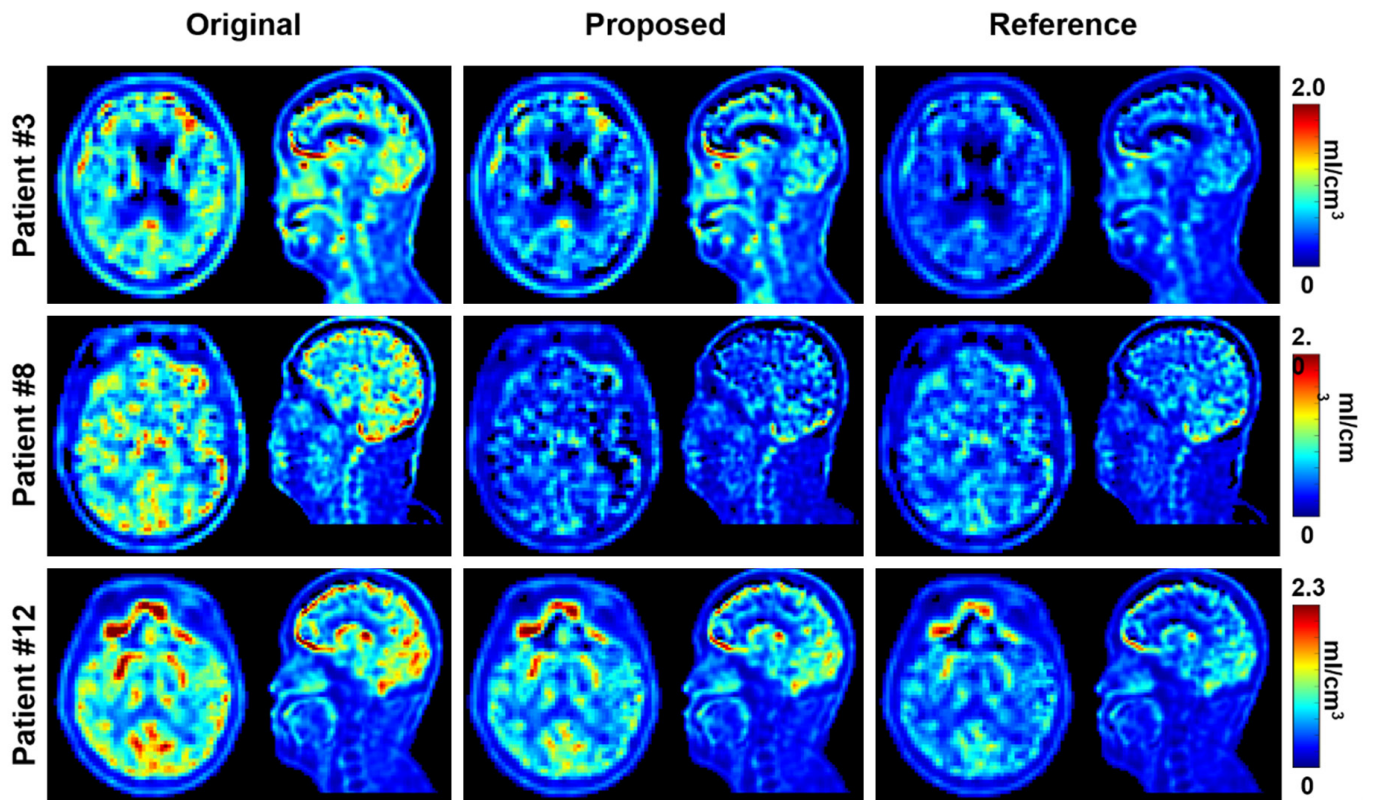 Original Proposed Reference
Patient #3
2.0
ml/cm3
0
Patient #8
2.
0
ml/cm
3
0
Patient #12
2.3
ml/cm3
0